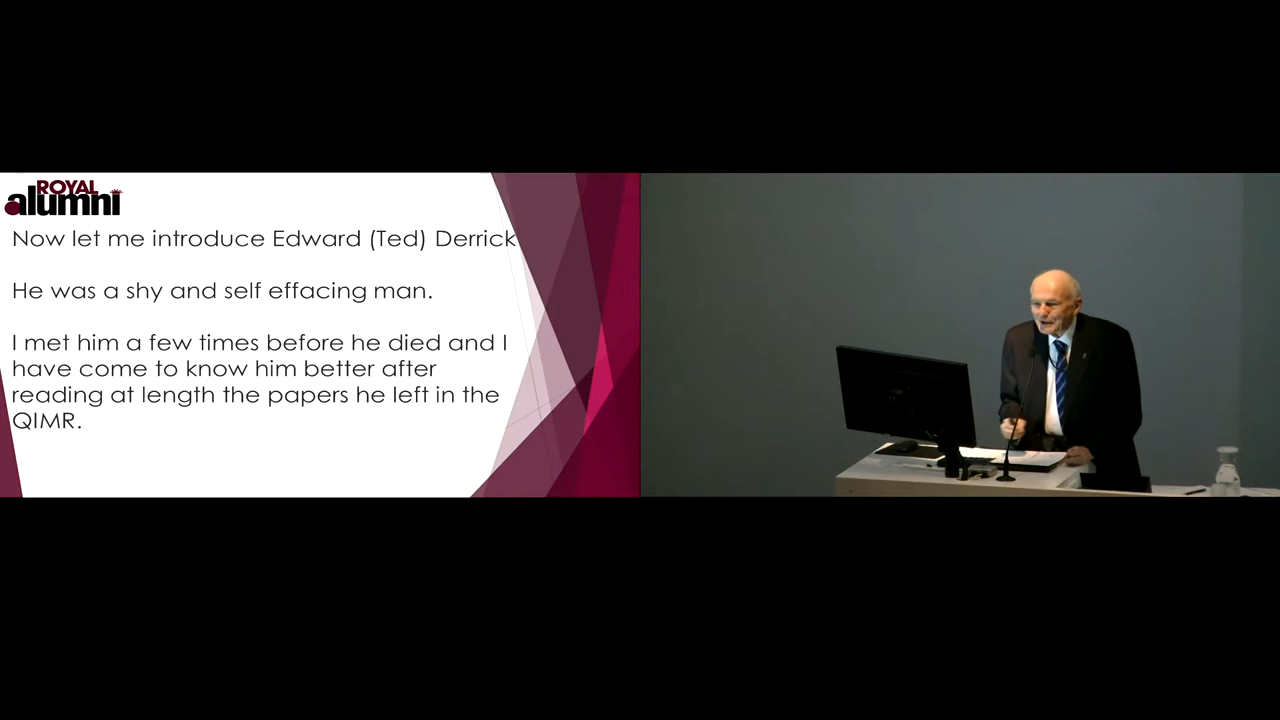 ROYAL
alumni
Now let me introduce Edward (Ted) Derrick
He was a shy and self effacing man.
I met him a few times before he died and I
have come to know him better after
reading at length the papers he left in the
QIMR.